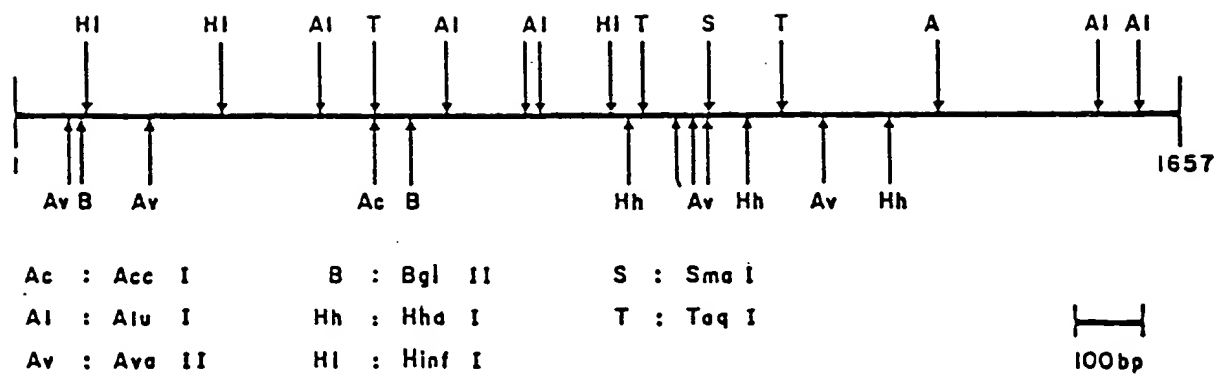 HI HI AI T AI AI HI T S T A AI AI
I 1657
Av B Av Ac B Hh Av Hh Av Hh
Ac : Acc I B : Bgl II S : Sma I
AI : Alu I Hh : Hha I T : Taq I
Av : Ava II HI : Hinf I
100bp